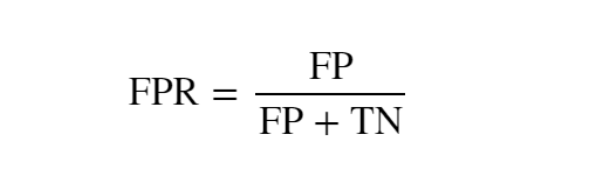 FPR = FP / FP + TN